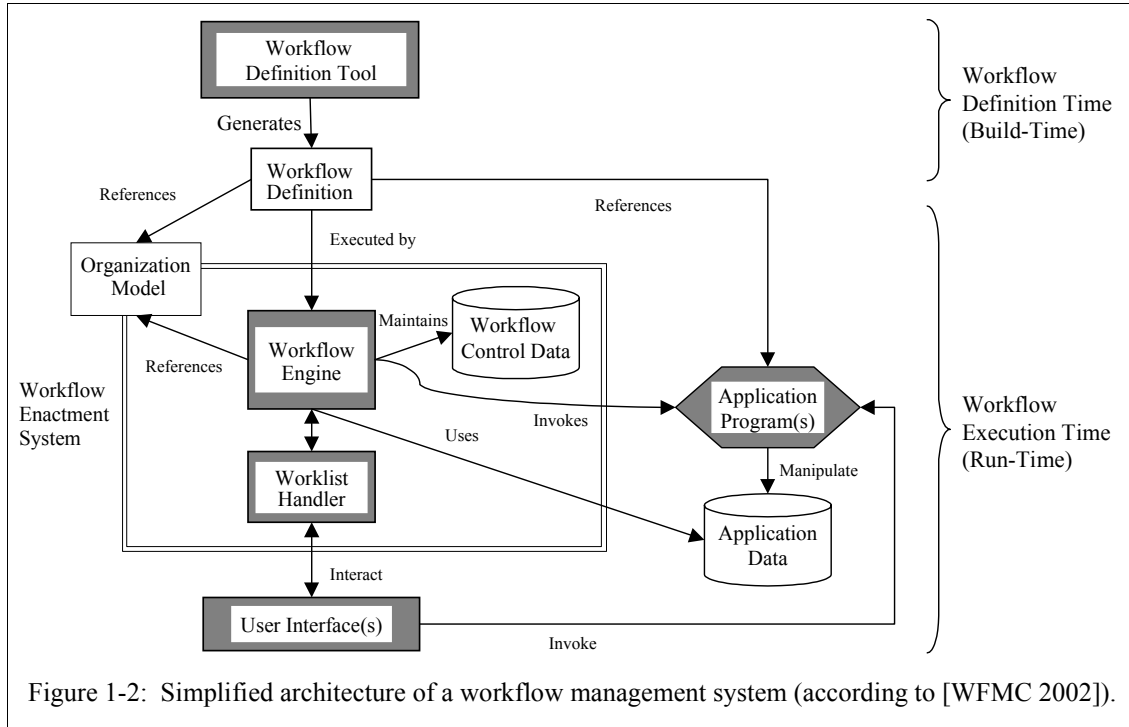 Workflow
Definition Tool
Workflow
Definition Time
(Build-Time)
Generates
Workflow
Definition
References
References
Executed by
Organization
Model
Maintains
Workflow
Control Data
Workflow
Engine
References
Workflow
Enactment
System
Invokes
Application
Program(s)
Workflow
Execution Time
(Run-Time)
Uses
Manipulate
Worklist
Handler
Application
Data
Interact
User Interface(s)
Invoke
Figure 1-2: Simplified architecture of a workflow management system (according to [WFMC 2002]).